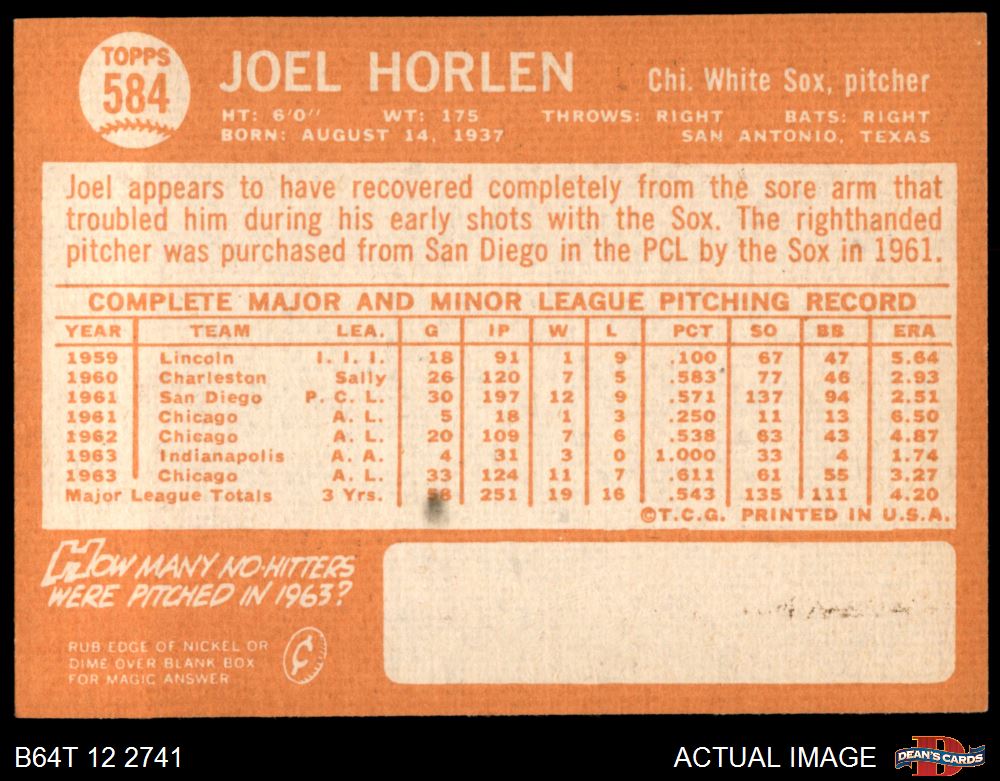 TOPPS
584
JOEL HORLEN
Chi. White Sox, pitcher
HT: 6'0" WT: 175 THROWS: RIGHT BATS: RIGHT
BORN: AUGUST 14, 1937 SAN ANTONIO, TEXAS
Joel appears to have recovered completely from the sore arm that
troubled him during his early shots with the Sox. The righthanded
pitcher was purchased from San Diego in the PCL by the Sox in 1961.
COMPLETE MAJOR AND MINOR LEAGUE PITCHING RECORD
YEAR TEAM LEA. G IP W L PCT SO BB ERA
1959 Lincoln I. I. I. 18 91 1 9 .100 67 47 5.64
1960 Charleston Sally 26 120 7 5 .583 77 46 2.93
1961 San Diego P. C. L. 30 197 12 9 .571 137 94 2.51
1961 Chicago A. L. 5 18 1 3 .250 11 13 6.50
1962 Chicago A. L. 20 109 7 6 .538 63 43 4.87
1963 Indianapolis A. A. 4 31 3 0 1.000 33 4 1.74
1963 Chicago A. L. 33 124 11 7 .611 61 55 3.27
Major League Totals 3 Yrs. 58 251 19 16 .543 135 111 4.20
©T.C.G. PRINTED IN U.S.A.
HOW MANY NO-HITTERS
WERE PITCHED IN 1963?
RUB EDGE OF NICKEL OR
DIME OVER BLANK BOX
FOR MAGIC ANSWER
¢
B64T 12 2741
ACTUAL IMAGE
D
DEAN'S CARDS